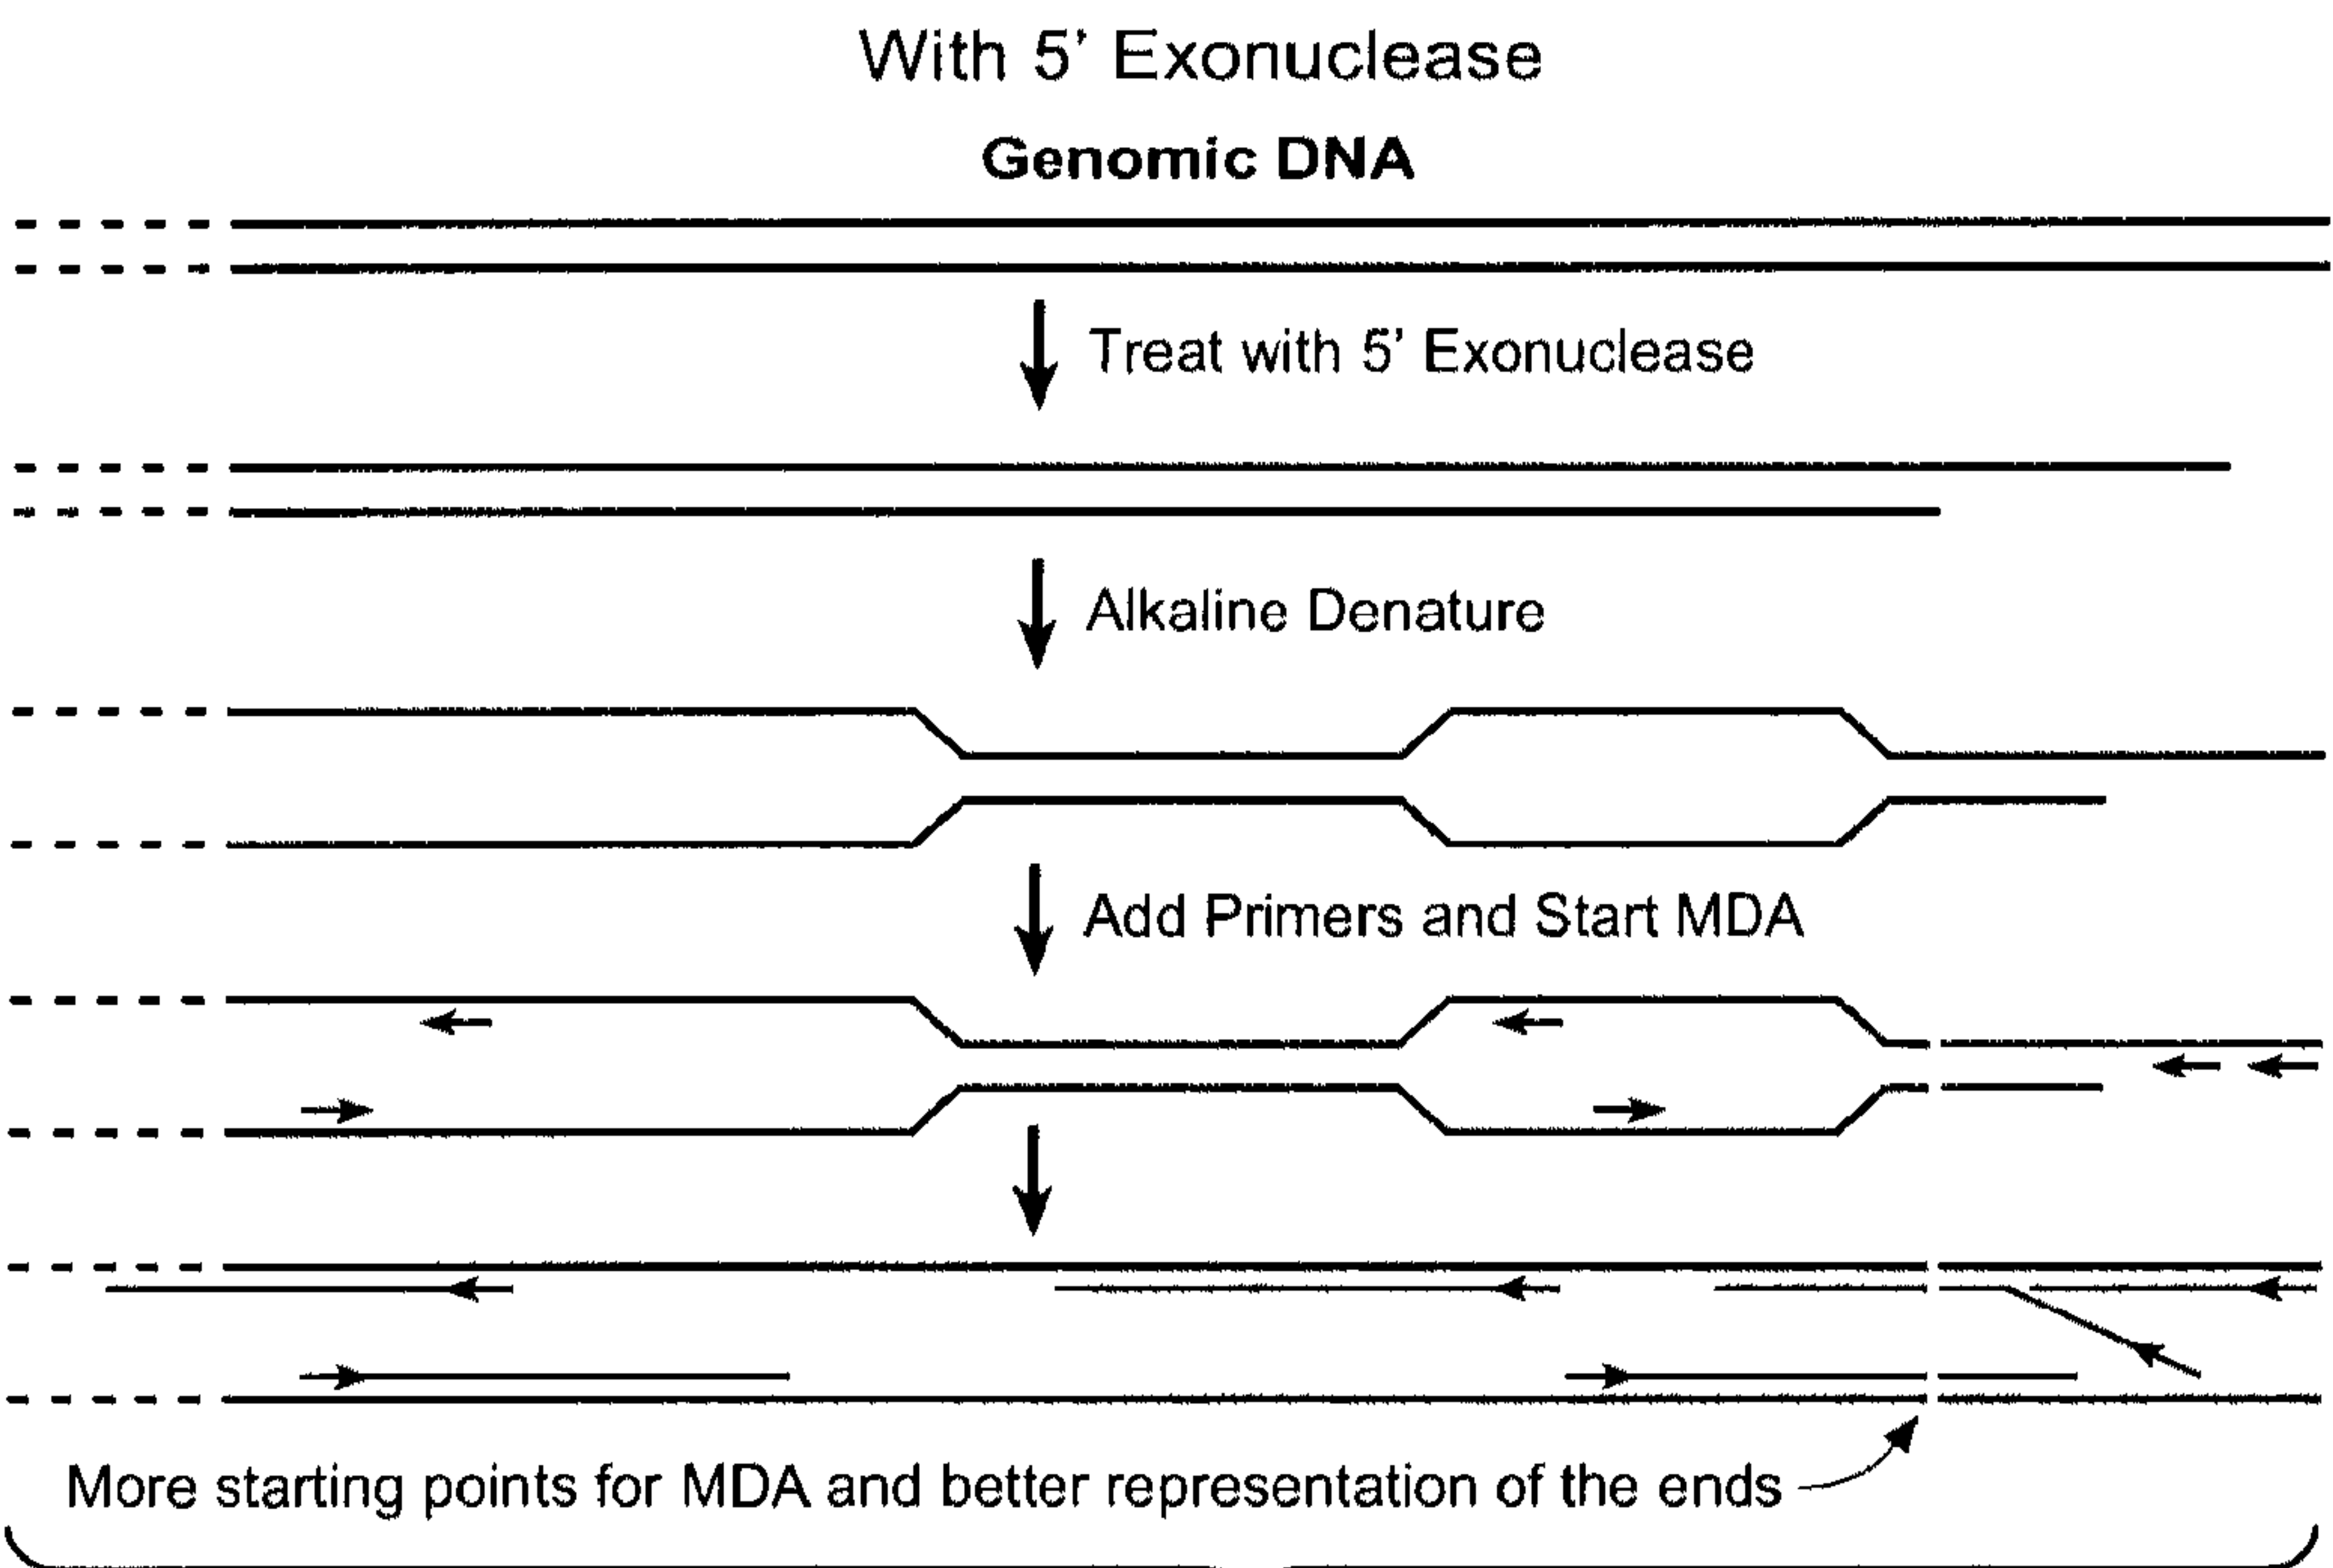 With 5' Exonuclease
Genomic DNA
Treat with 5' Exonuclease
Alkaline Denature
Add Primers and Start MDA
More starting points for MDA and better representation of the ends